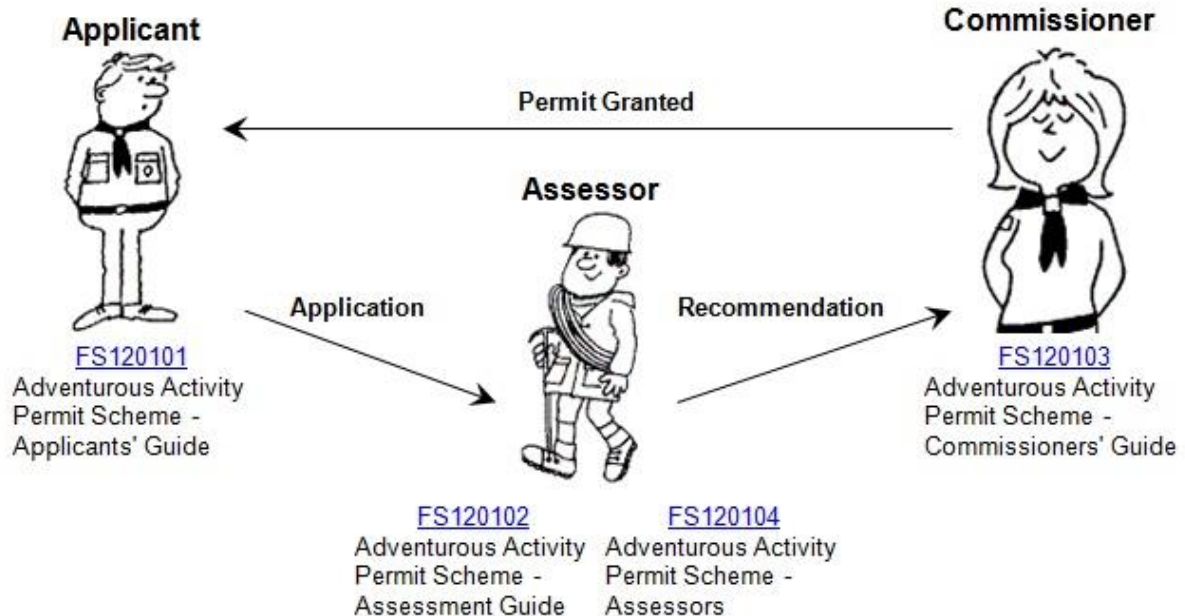 Applicant
Commissioner
Permit Granted
Assessor
Application
Recommendation
FS120101
Adventurous Activity
Permit Scheme -
Applicants' Guide
FS120103
Adventurous Activity
Permit Scheme -
Commissioners' Guide
FS120102
Adventurous Activity
Permit Scheme -
Assessment Guide
FS120104
Adventurous Activity
Permit Scheme -
Assessors